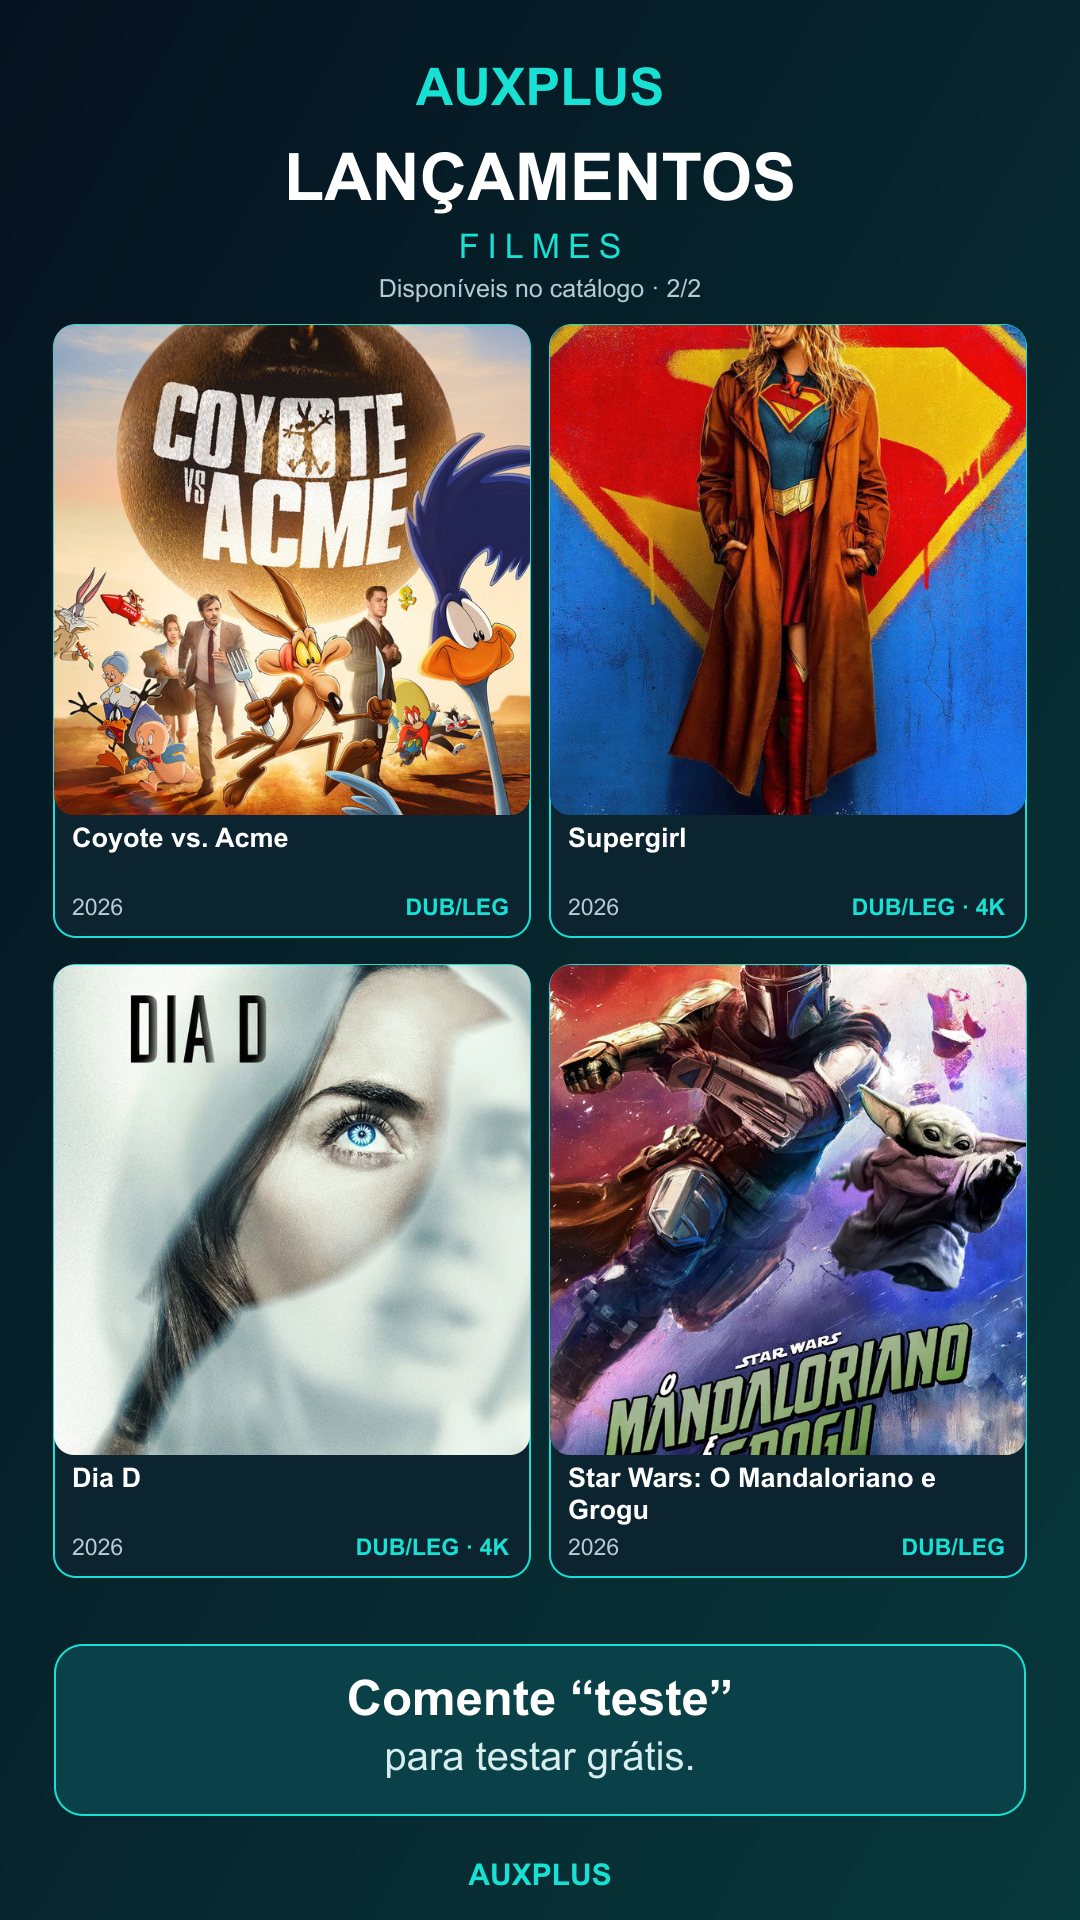 AUXPLUS
LANÇAMENTOS
FILMES
Disponíveis no catálogo · 2/2
COYOTE
VS
ACME
ACME
Coyote vs. Acme
2026
DUB/LEG
Supergirl
2026
DUB/LEG · 4K
DIA D
Dia D
2026
DUB/LEG · 4K
STAR WARS
O
MANDALORIANO
E GROGU
Star Wars: O Mandaloriano e
Grogu
2026
DUB/LEG
Comente “teste”
para testar grátis.
AUXPLUS